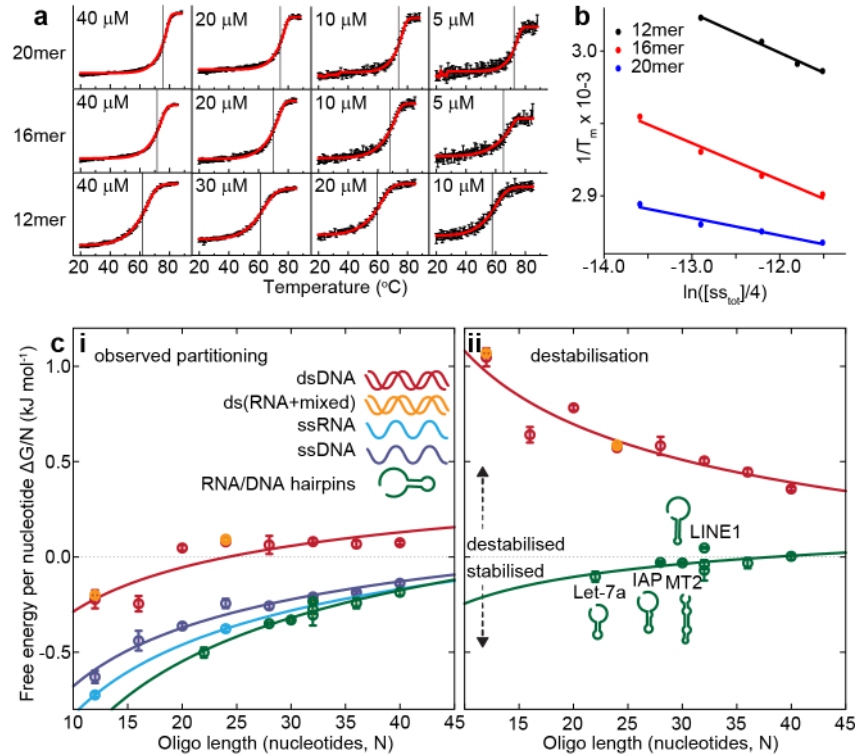 a
40 μM 20 μM 10 μM 5 μM
20mer
40 μM 20 μM 10 μM 5 μM
16mer
40 μM 30 μM 20 μM 10 μM
12mer
20 40 60 80 20 40 60 80 20 40 60 80 20 40 60 80
Temperature (°C)
b
12mer
16mer
20mer
3.0
2.9
1/Tm x 10-3
-14.0 -13.0 -12.0
ln([sstot]/4)
c i
observed partitioning
dsDNA
ds(RNA+mixed)
ssRNA
ssDNA
RNA/DNA hairpins
1.0
0.5
0.0
-0.5
Free energy per nucleotide ΔG/N (kJ mol-1)
10 15 20 25 30 35 40 45
Oligo length (nucleotides, N)
ii
destabilisation
destabilised
stabilised
LINE1
Let-7a
IAP
MT2
10 15 20 25 30 35 40 45
Oligo length (nucleotides, N)